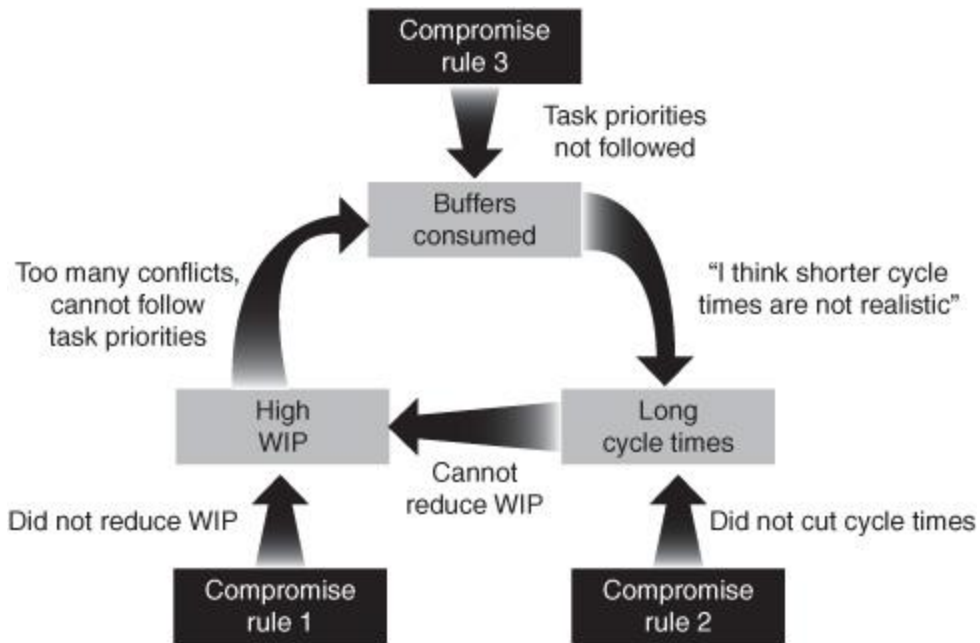 Compromise
rule 3
Task priorities
not followed
Buffers
consumed
Too many conflicts,
cannot follow
task priorities
“I think shorter cycle
times are not realistic”
High
WIP
Long
cycle times
Cannot
reduce WIP
Did not reduce WIP
Did not cut cycle times
Compromise
rule 1
Compromise
rule 2